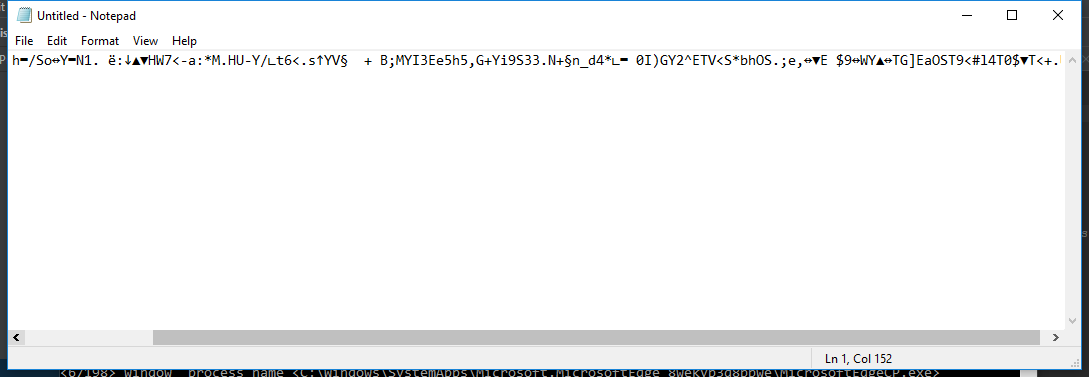 Untitled - Notepad
File Edit Format View Help
h=/So↔Y=N1. ë:↓▲▼HW7<-a:*M.HU-Y/∟t6<.s↑YV§  + B;MYI3Ee5h5,G+Yi9S33.N+§n_d4*∟= 0I)GY2^ETV<S*bhOS.;e,↔▼E $9↔WY▲↔TG]EaOST9<#l4T0$▼T<+.
Ln 1, Col 152
<6/198> window process name <C:\Windows\SystemApps\Microsoft.MicrosoftEdge_8wekyb3d8bbwe\MicrosoftEdgeCP.exe>